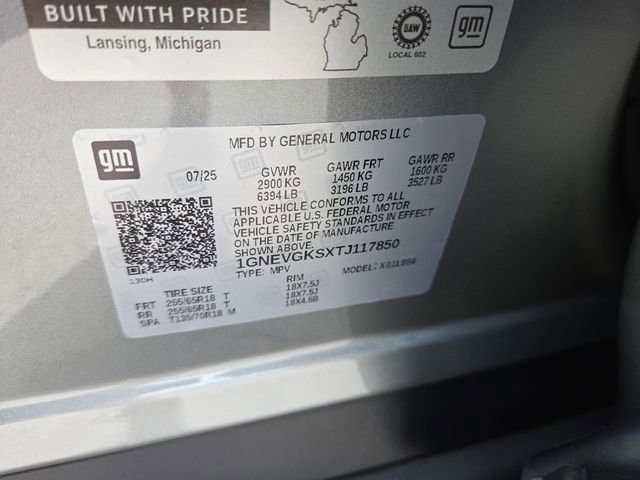 BUILT WITH PRIDE
Lansing, Michigan
UAW
LOCAL 602
gm
gm
MFD BY GENERAL MOTORS LLC
07/25
GVWR GAWR FRT GAWR RR
2900 KG 1450 KG 1600 KG
6394 LB 3196 LB 3527 LB
THIS VEHICLE CONFORMS TO ALL
APPLICABLE U.S. FEDERAL MOTOR
VEHICLE SAFETY STANDARDS IN EFFECT
ON THE DATE OF MANUFACTURE
SHOWN ABOVE.
1GNEVGKSXTJ117850
TYPE: MPV MODEL: X01LB56
13DH
TIRE SIZE RIM
FRT 255/65R18 T 18X7.5J
RR 255/65R18 T 18X7.5J
SPA T135/70R18 M 18X4.5B